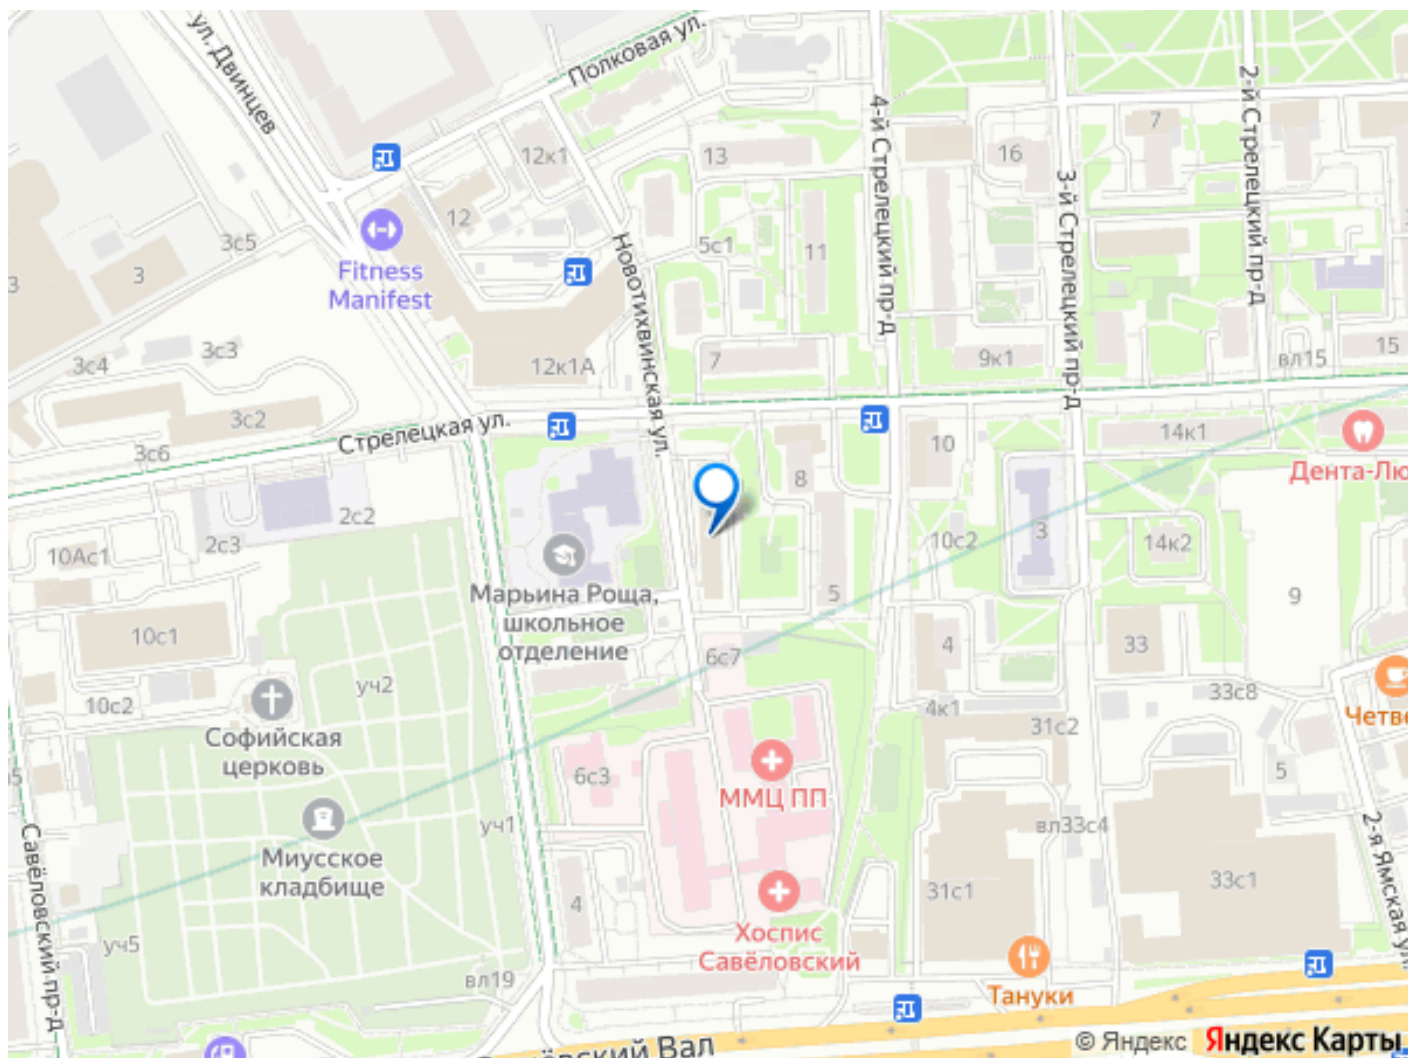 ул. Двинцев
Полковая ул.
4-й Стрелецкий пр-д
3-й Стрелецкий пр-д
2-й Стрелецкий пр-д
7
16
13
12к1
12
3с5
3
3
Fitness
Manifest
Новотихвинская ул.
5с1
11
3с3
3с4
12к1А
7
9к1
вл15
15
3с2
3с6
Стрелецкая ул.
10
14к1
8
Дента-Лю
2с2
2с3
10Ас1
10с2
3
14к2
Марьина Роща,
школьное
отделение
5
9
10с1
6с7
4
33
уч2
10с2
4к1
33с8
31с2
Софийская
церковь
Четве
6с3
ММЦ ПП
5
уч1
вл33с4
Миусское
кладбище
Савёловский пр-д
2-я Ямская ул.
4
31с1
33с1
уч5
Хоспис
Савёловский
вл19
Тануки
Вал
© Яндекс
Яндекс Карты